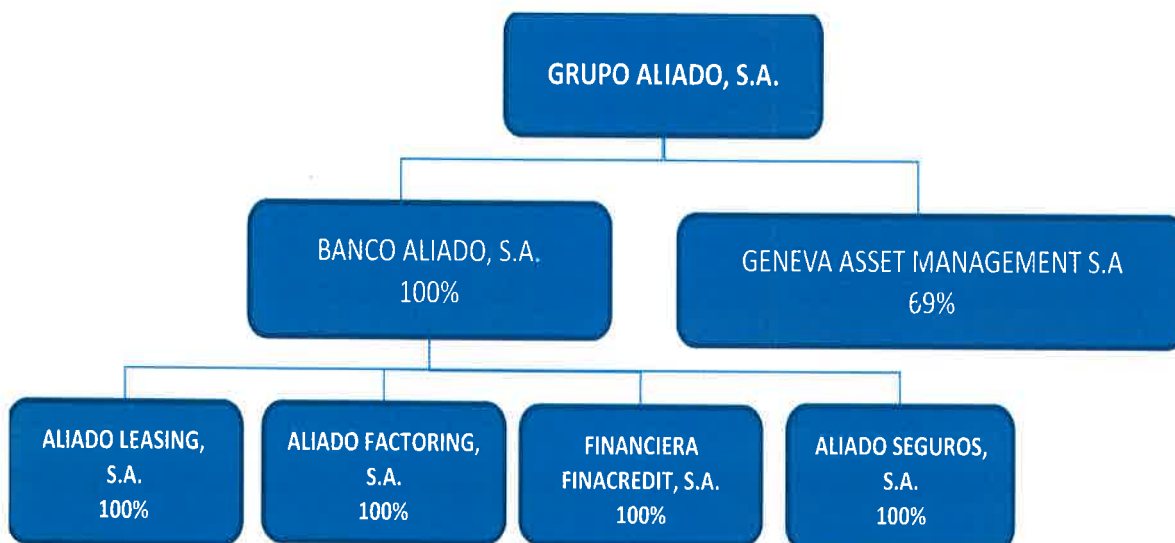 GRUPO ALIADO, S.A.
BANCO ALIADO, S.A.
100%
GENEVA ASSET MANAGEMENT S.A
69%
ALIADO LEASING,
S.A.
100%
ALIADO FACTORING,
S.A.
100%
FINANCIERA
FINACREDIT, S.A.
100%
ALIADO SEGUROS,
S.A.
100%